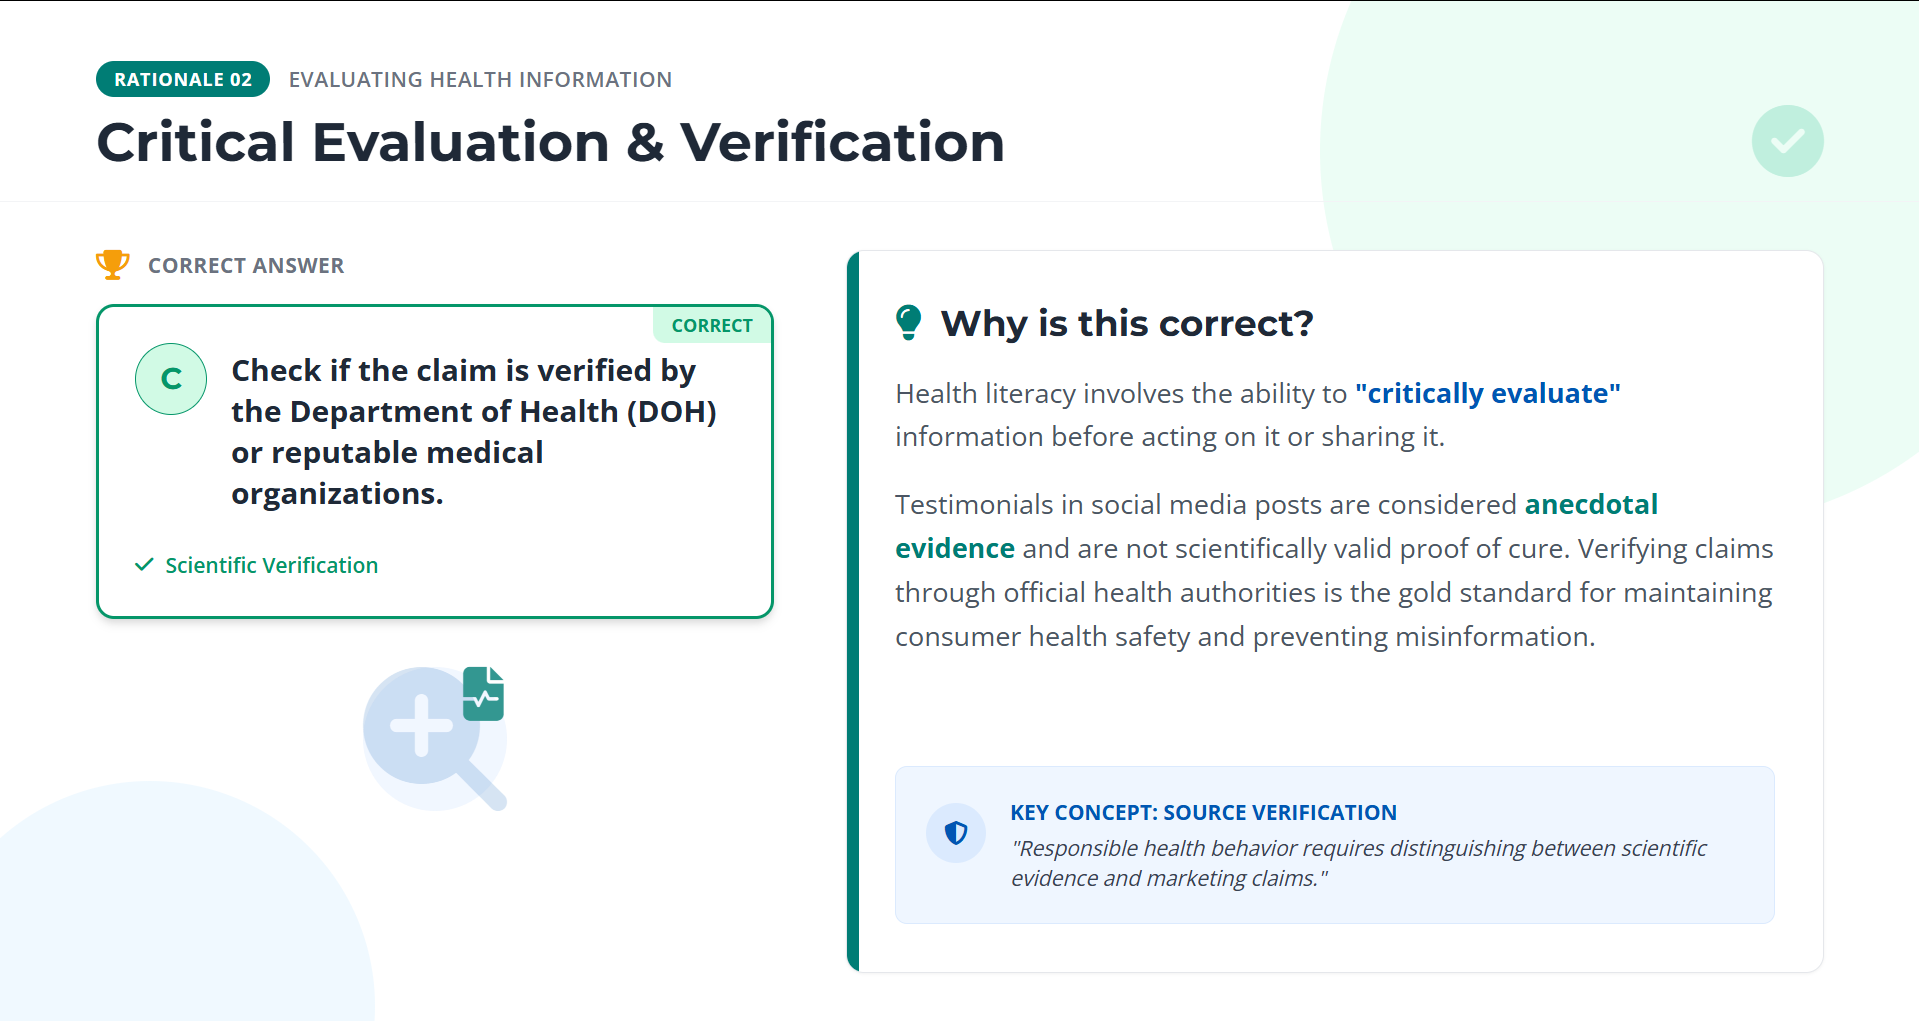 RATIONALE 02
EVALUATING HEALTH INFORMATION
Critical Evaluation & Verification
CORRECT ANSWER
CORRECT
C
Check if the claim is verified by
the Department of Health (DOH)
or reputable medical
organizations.
Scientific Verification
Why is this correct?
Health literacy involves the ability to "critically evaluate"
information before acting on it or sharing it.
Testimonials in social media posts are considered anecdotal
evidence and are not scientifically valid proof of cure. Verifying claims
through official health authorities is the gold standard for maintaining
consumer health safety and preventing misinformation.
KEY CONCEPT: SOURCE VERIFICATION
"Responsible health behavior requires distinguishing between scientific
evidence and marketing claims."